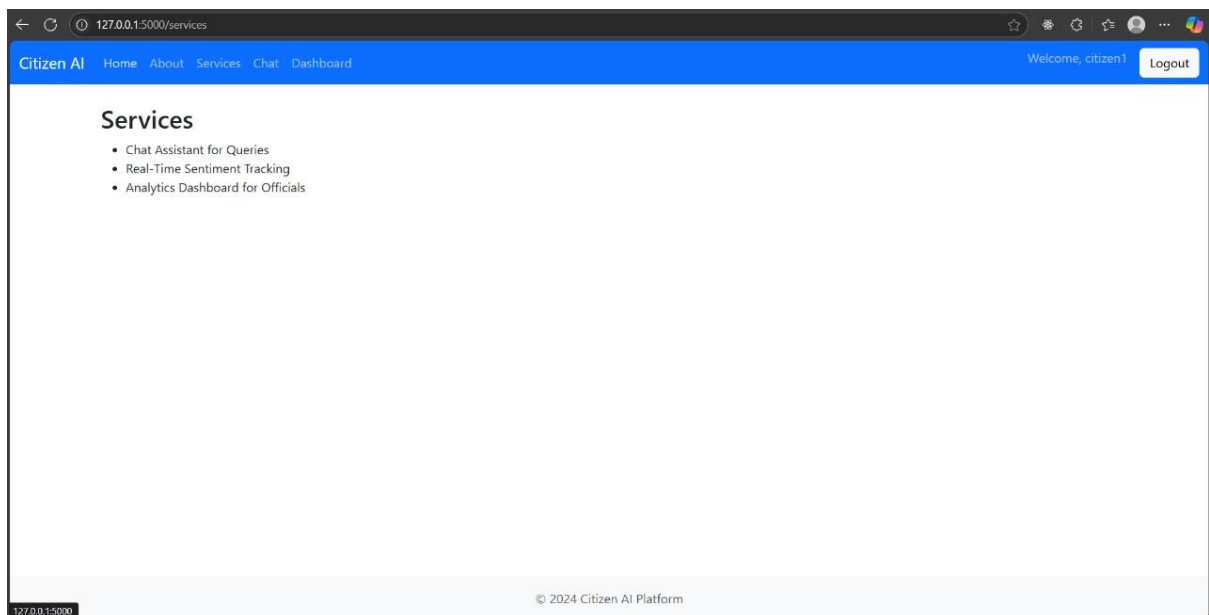 127.0.0.1:5000/services
Citizen AI Home About Services Chat Dashboard Welcome, citizen1 Logout
Services
• Chat Assistant for Queries
• Real-Time Sentiment Tracking
• Analytics Dashboard for Officials
© 2024 Citizen AI Platform
127.0.0.1:5000